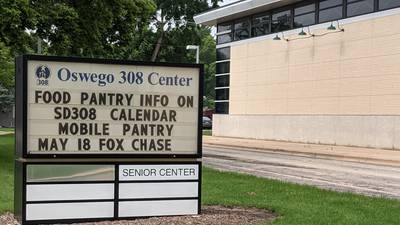 308
Oswego 308 Center
FOOD PANTRY INFO ON
SD308 CALENDAR
MOBILE PANTRY
MAY 18 FOX CHASE
SENIOR CENTER